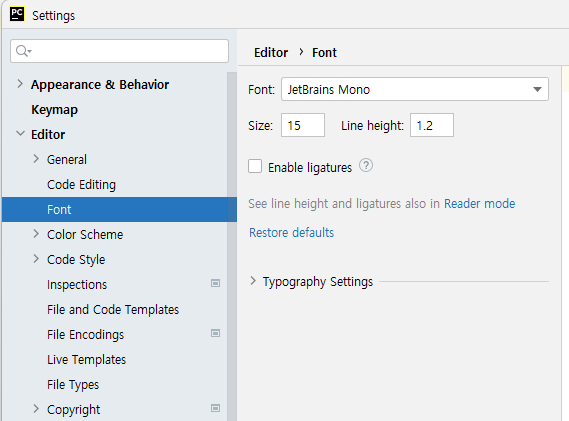 PC
Settings
Appearance & Behavior
Keymap
Editor
General
Code Editing
Font
Color Scheme
Code Style
Inspections
File and Code Templates
File Encodings
Live Templates
File Types
Copyright
Editor › Font
Font: JetBrains Mono
Size: 15 Line height: 1.2
Enable ligatures ?
See line height and ligatures also in Reader mode
Restore defaults
Typography Settings